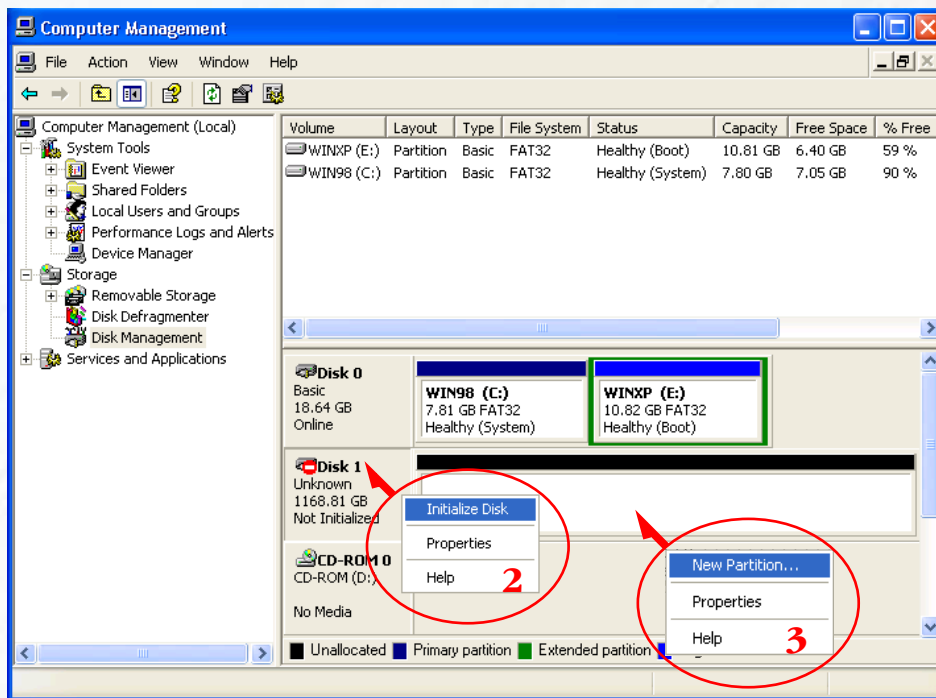 Computer Management
File Action View Window Help
Computer Management (Local)
System Tools
Event Viewer
Shared Folders
Local Users and Groups
Performance Logs and Alerts
Device Manager
Storage
Removable Storage
Disk Defragmenter
Disk Management
Services and Applications
Volume Layout Type File System Status Capacity Free Space % Free
WINXP (E:) Partition Basic FAT32 Healthy (Boot) 10.81 GB 6.40 GB 59 %
WIN98 (C:) Partition Basic FAT32 Healthy (System) 7.80 GB 7.05 GB 90 %
Disk 0
Basic
18.64 GB
Online
WIN98 (C:)
7.81 GB FAT32
Healthy (System)
WINXP (E:)
10.82 GB FAT32
Healthy (Boot)
Disk 1
Unknown
1168.81 GB
Not Initialized
Initialize Disk
Properties
Help
2
CD-ROM 0
CD-ROM (D:)
No Media
New Partition...
Properties
Help
3
Unallocated Primary partition Extended partition